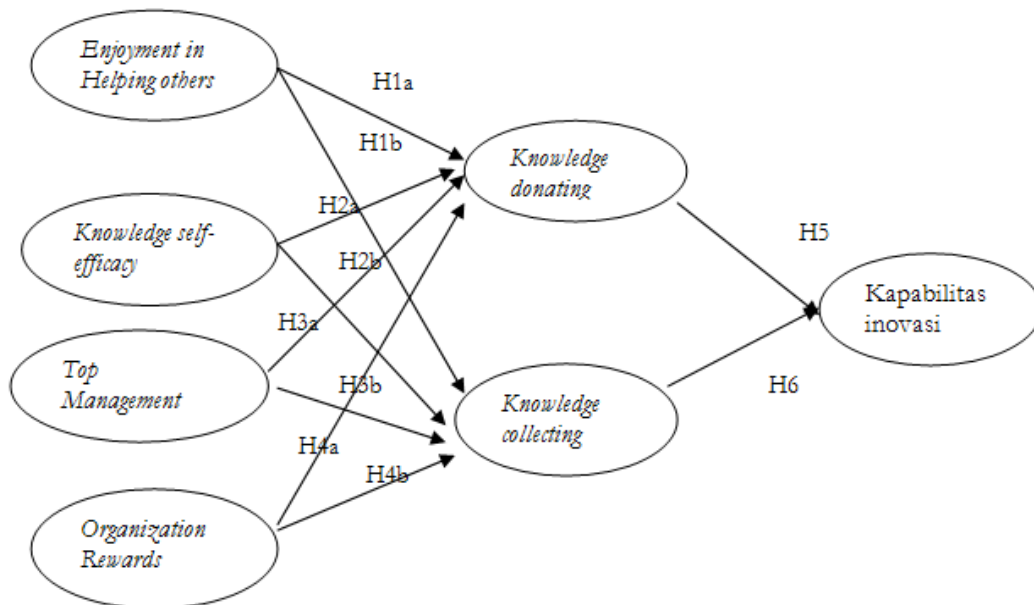 Enjoyment in
Helping others
H1a
H1b
Knowledge
donating
Knowledge self-
efficacy
H2a
H2b
H5
Kapabilitas
inovasi
H3a
Top
Management
H3b
Knowledge
collecting
H6
H4a
H4b
Organization
Rewards